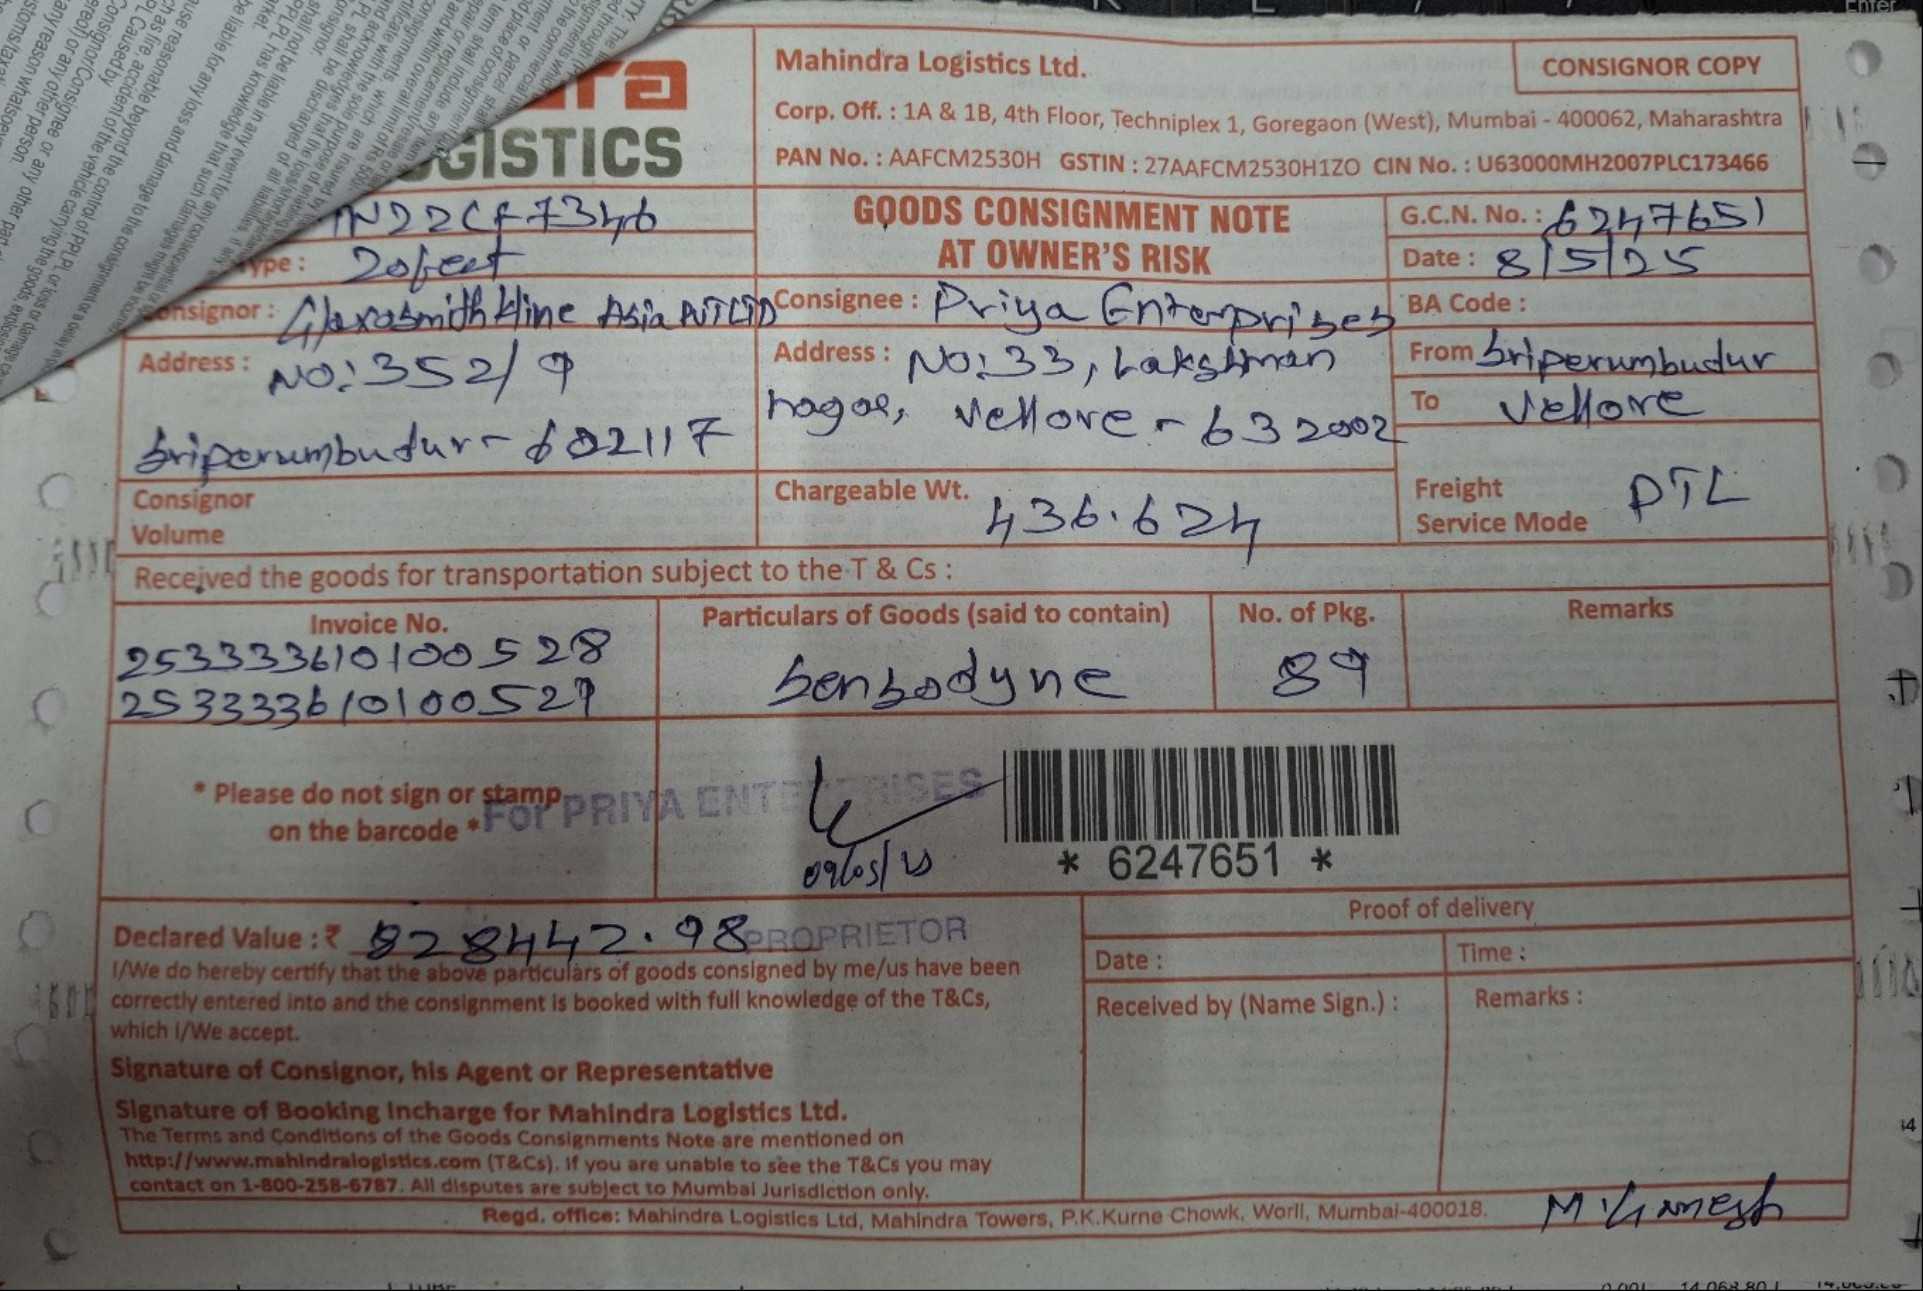 LOGISTICS
Mahindra Logistics Ltd.
CONSIGNOR COPY
Corp. Off. : 1A & 1B, 4th Floor, Techniplex 1, Goregaon (West), Mumbai - 400062, Maharashtra
PAN No. : AAFCM2530H GSTIN : 27AAFCM2530H1ZO CIN No. : U63000MH2007PLC173466
GOODS CONSIGNMENT NOTE
AT OWNER'S RISK
G.C.N. No. : 6247651
Date : 8/5/25
TN22CF7346
Type : 20feet
Consignor : Glaxosmithkline Asia PVT LTD
Consignee : Priya Enterprises
BA Code :
Address : NO:352/9
Sriperumbudur - 602117
Address : NO:33, Lakshman
nagar, Vellore - 632002
From Sriperumbudur
To Vellore
Consignor
Volume
Chargeable Wt. 436.624
Freight
Service Mode PTL
Received the goods for transportation subject to the T & Cs :
Invoice No.
Particulars of Goods (said to contain)
No. of Pkg.
Remarks
2533333610100528
2533333610100527
Sensodyne
89
* Please do not sign or stamp
on the barcode *
For PRIYA ENTERPRISES
09/05/25
* 6247651 *
Declared Value : ₹ 828442.98
PROPRIETOR
I/We do hereby certify that the above particulars of goods consigned by me/us have been
correctly entered into and the consignment is booked with full knowledge of the T&Cs,
which I/We accept.
Signature of Consignor, his Agent or Representative
Signature of Booking Incharge for Mahindra Logistics Ltd.
The Terms and Conditions of the Goods Consignments Note are mentioned on
http://www.mahindralogistics.com (T&Cs). If you are unable to see the T&Cs you may
contact on 1-800-258-6787. All disputes are subject to Mumbai Jurisdiction only.
Proof of delivery
Date :
Time :
Received by (Name Sign.) :
Remarks :
Regd. office: Mahindra Logistics Ltd, Mahindra Towers, P.K.Kurne Chowk, Worli, Mumbai-400018.
M. Ganesh